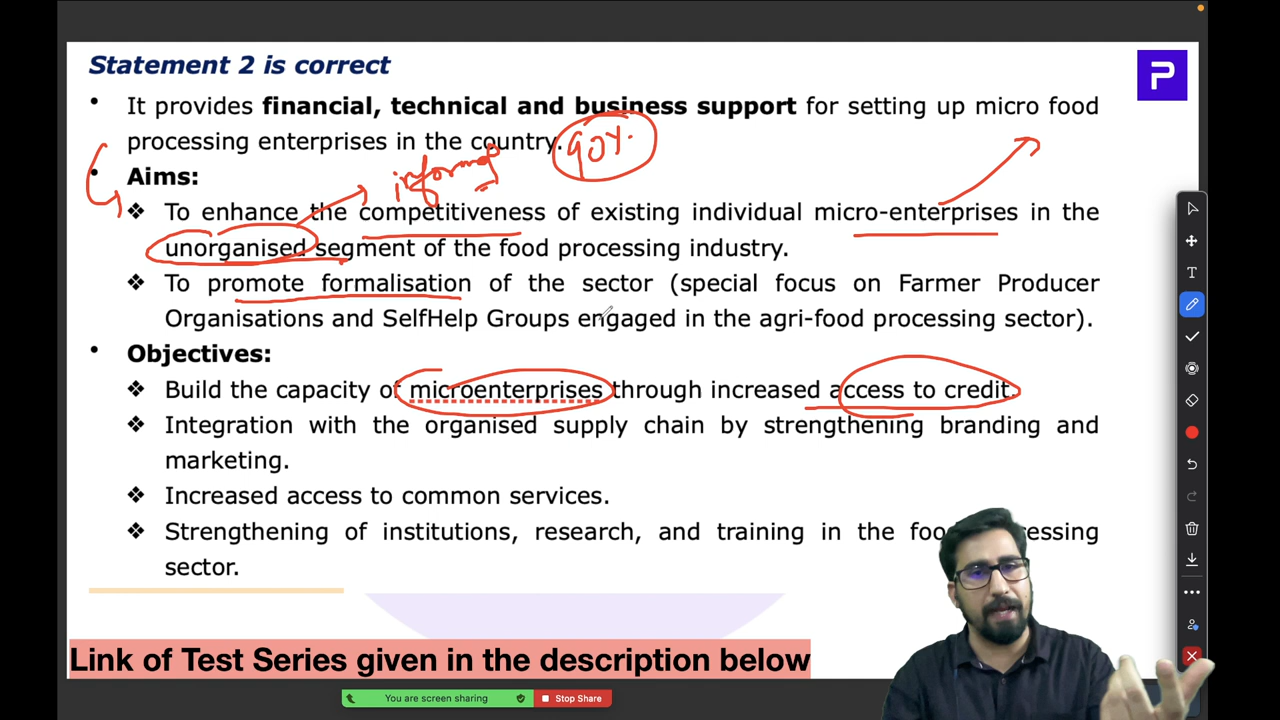 Statement 2 is correct
P
• It provides financial, technical and business support for setting up micro food
processing enterprises in the country.
90%
informal
• Aims:
❖ To enhance the competitiveness of existing individual micro-enterprises in the
unorganised segment of the food processing industry.
❖ To promote formalisation of the sector (special focus on Farmer Producer
Organisations and SelfHelp Groups engaged in the agri-food processing sector).
• Objectives:
❖ Build the capacity of microenterprises through increased access to credit.
❖ Integration with the organised supply chain by strengthening branding and
marketing.
❖ Increased access to common services.
❖ Strengthening of institutions, research, and training in the
sector.
Link of Test Series given in the description below
You are screen sharing
Stop Share
T